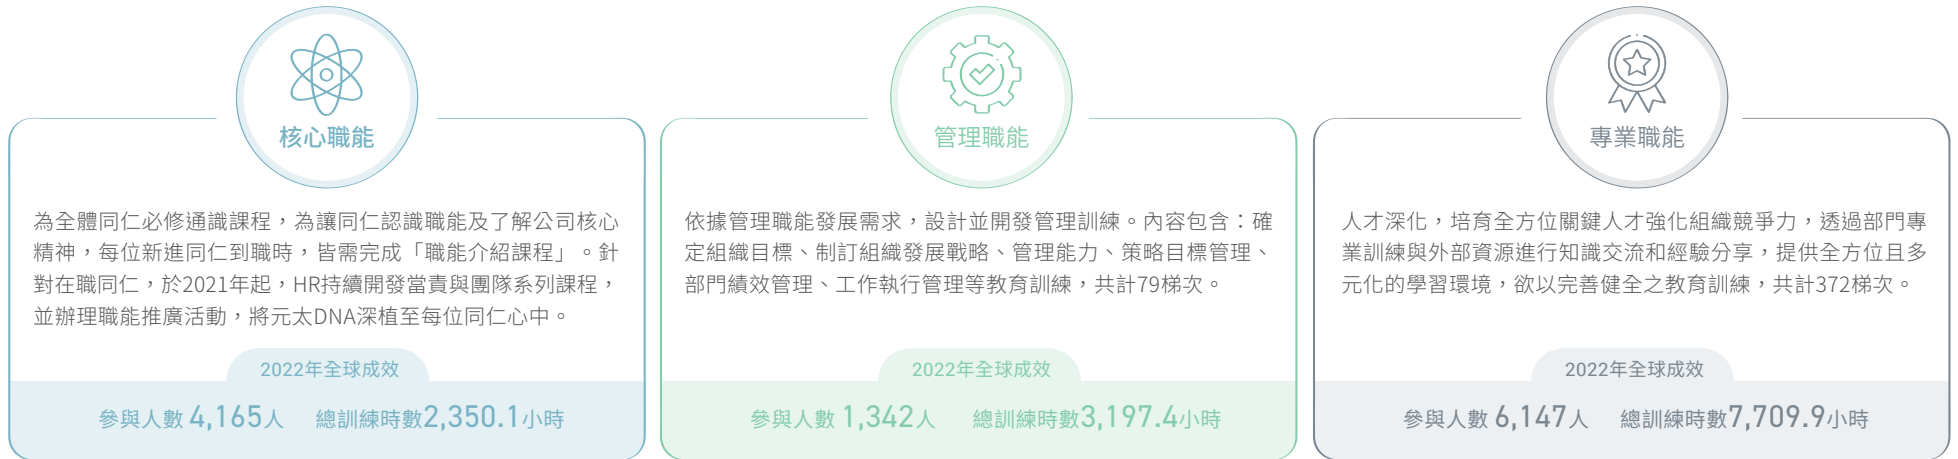 核心職能
為全體同仁必修通識課程，為讓同仁認識職能及了解公司核心
精神，每位新進同仁到職時，皆需完成「職能介紹課程」。針
對在職同仁，於2021年起，HR持續開發當責與團隊系列課程，
並辦理職能推廣活動，將元太DNA深植至每位同仁心中。
2022年全球成效
參與人數 4,165人 總訓練時數2,350.1小時
管理職能
依據管理職能發展需求，設計並開發管理訓練。內容包含：確
定組織目標、制訂組織發展戰略、管理能力、策略目標管理、
部門績效管理、工作執行管理等教育訓練，共計79梯次。
2022年全球成效
參與人數 1,342人 總訓練時數3,197.4小時
專業職能
人才深化，培育全方位關鍵人才強化組織競爭力，透過部門專
業訓練與外部資源進行知識交流和經驗分享，提供全方位且多
元化的學習環境，欲以完善健全之教育訓練，共計372梯次。
2022年全球成效
參與人數 6,147人 總訓練時數7,709.9小時